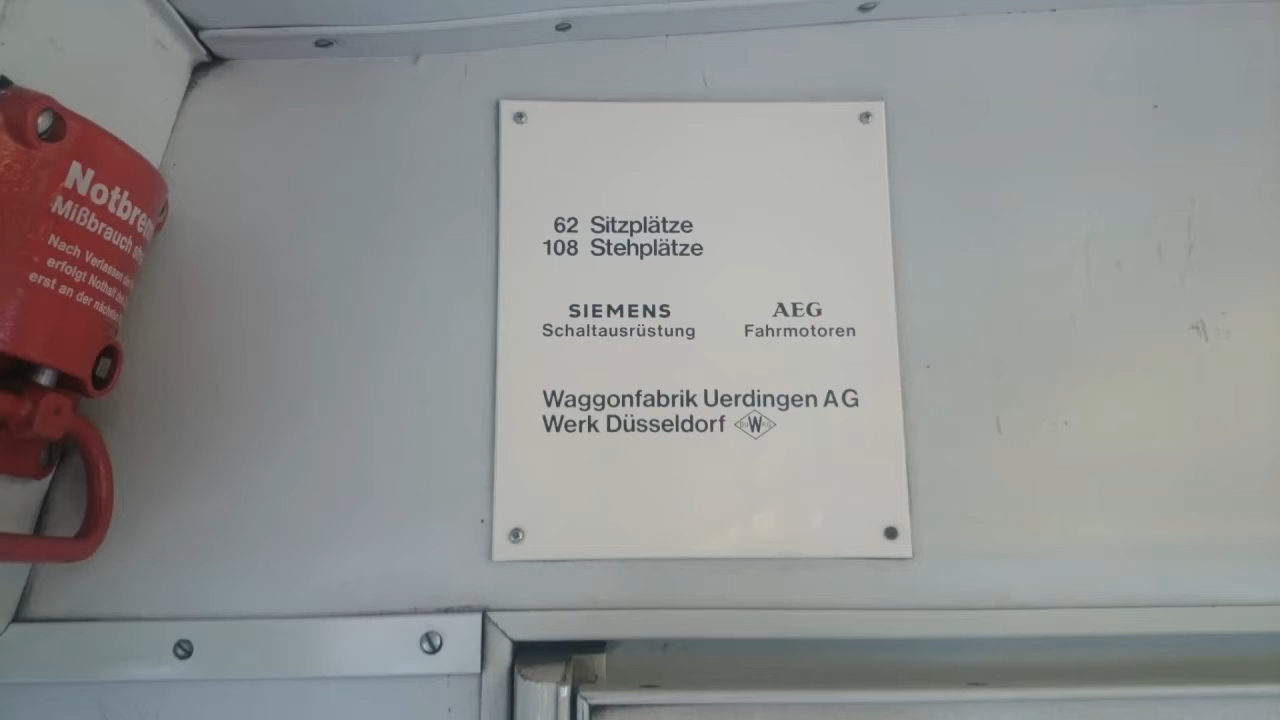 Notbrem
Mißbrauch
Nach Verlassen
erfolgt Nothalt
erst an der nächsten
62 Sitzplätze
108 Stehplätze
SIEMENS AEG
Schaltausrüstung Fahrmotoren
Waggonfabrik Uerdingen AG
Werk Düsseldorf W